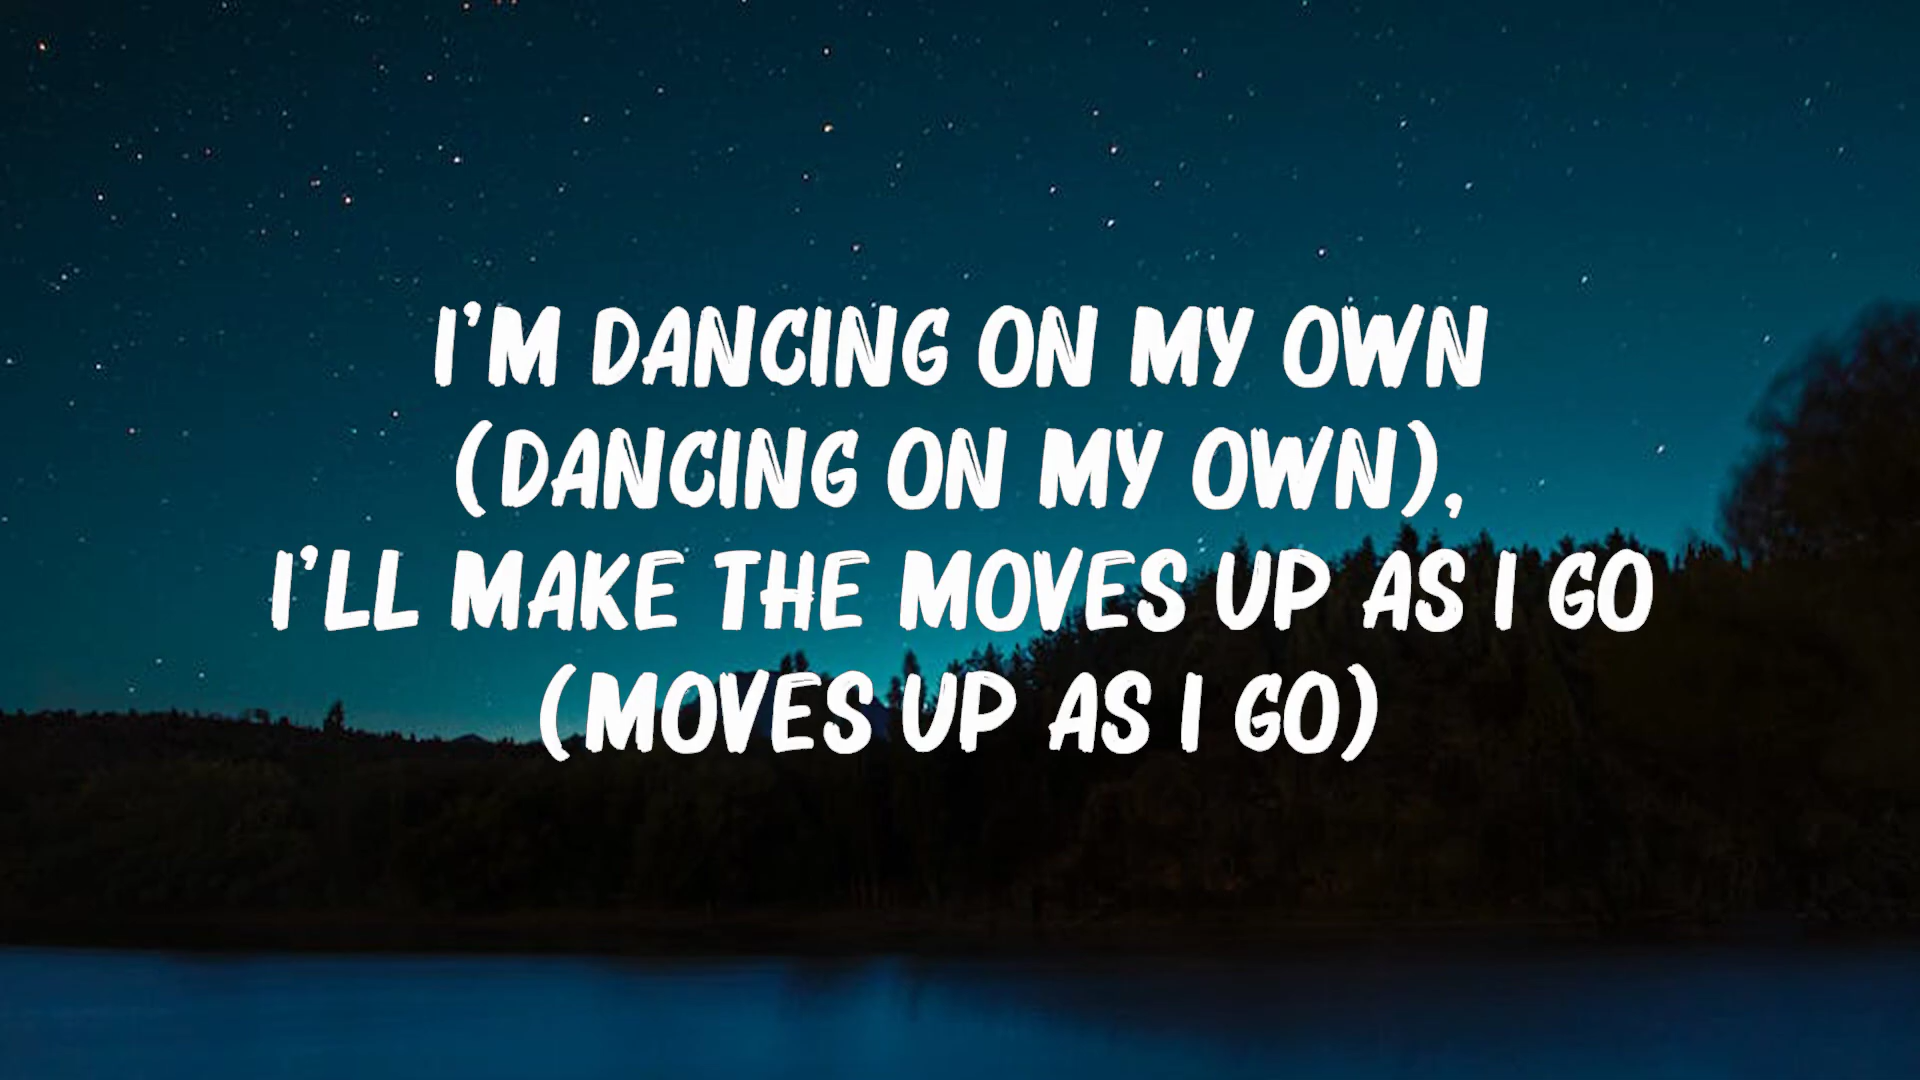 I'M DANCING ON MY OWN
(DANCING ON MY OWN),
I'LL MAKE THE MOVES UP AS I GO
(MOVES UP AS I GO)